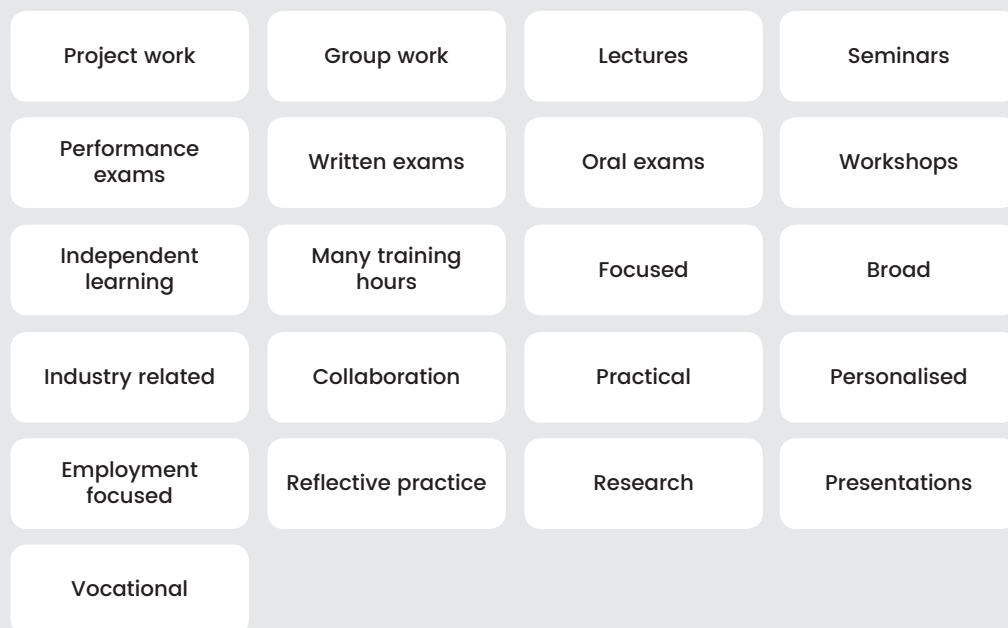 Project work
Group work
Lectures
Seminars
Performance
exams
Written exams
Oral exams
Workshops
Independent
learning
Many training
hours
Focused
Broad
Industry related
Collaboration
Practical
Personalised
Employment
focused
Reflective practice
Research
Presentations
Vocational